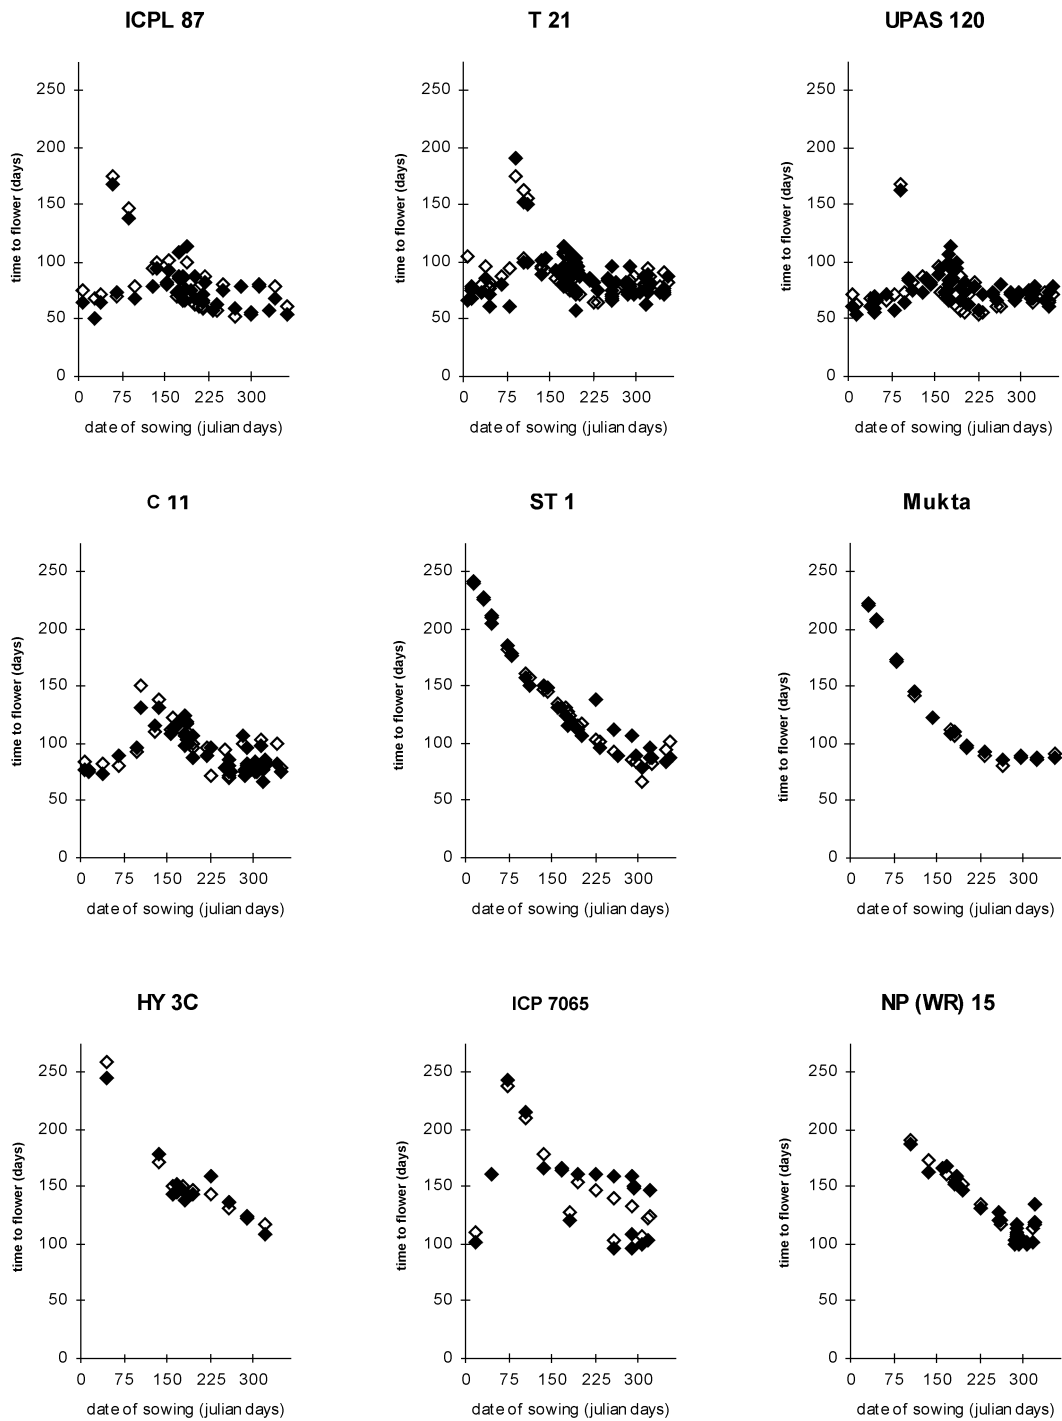 ICPL 87
T 21
UPAS 120
time to flower (days)
250
200
150
100
50
0
0 75 150 225 300
date of sowing (julian days)
time to flower (days)
250
200
150
100
50
0
0 75 150 225 300
date of sowing (julian days)
time to flower (days)
250
200
150
100
50
0
0 75 150 225 300
date of sowing (julian days)
C 11
ST 1
Mukta
time to flower (days)
250
200
150
100
50
0
0 75 150 225 300
date of sowing (julian days)
time to flower (days)
250
200
150
100
50
0
0 75 150 225 300
date of sowing (julian days)
time to flower (days)
250
200
150
100
50
0
0 75 150 225 300
date of sowing (julian days)
HY 3C
ICP 7065
NP (WR) 15
time to flower (days)
250
200
150
100
50
0
0 75 150 225 300
date of sowing (julian days)
time to flower (days)
250
200
150
100
50
0
0 75 150 225 300
date of sowing (julian days)
time to flower (days)
250
200
150
100
50
0
0 75 150 225 300
date of sowing (julian days)